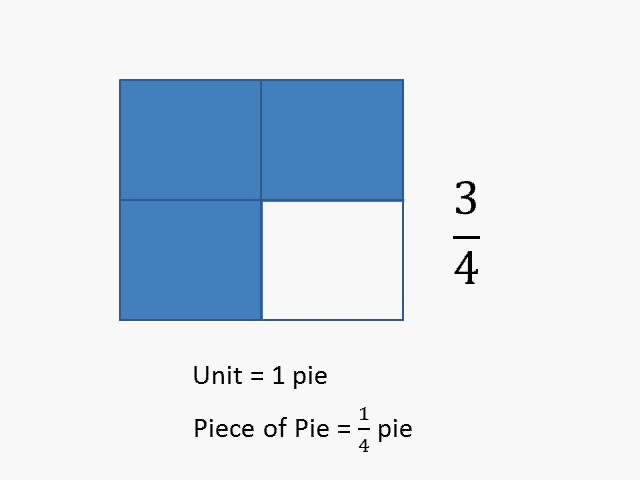 3/4
Unit = 1 pie
Piece of Pie = 1/4 pie